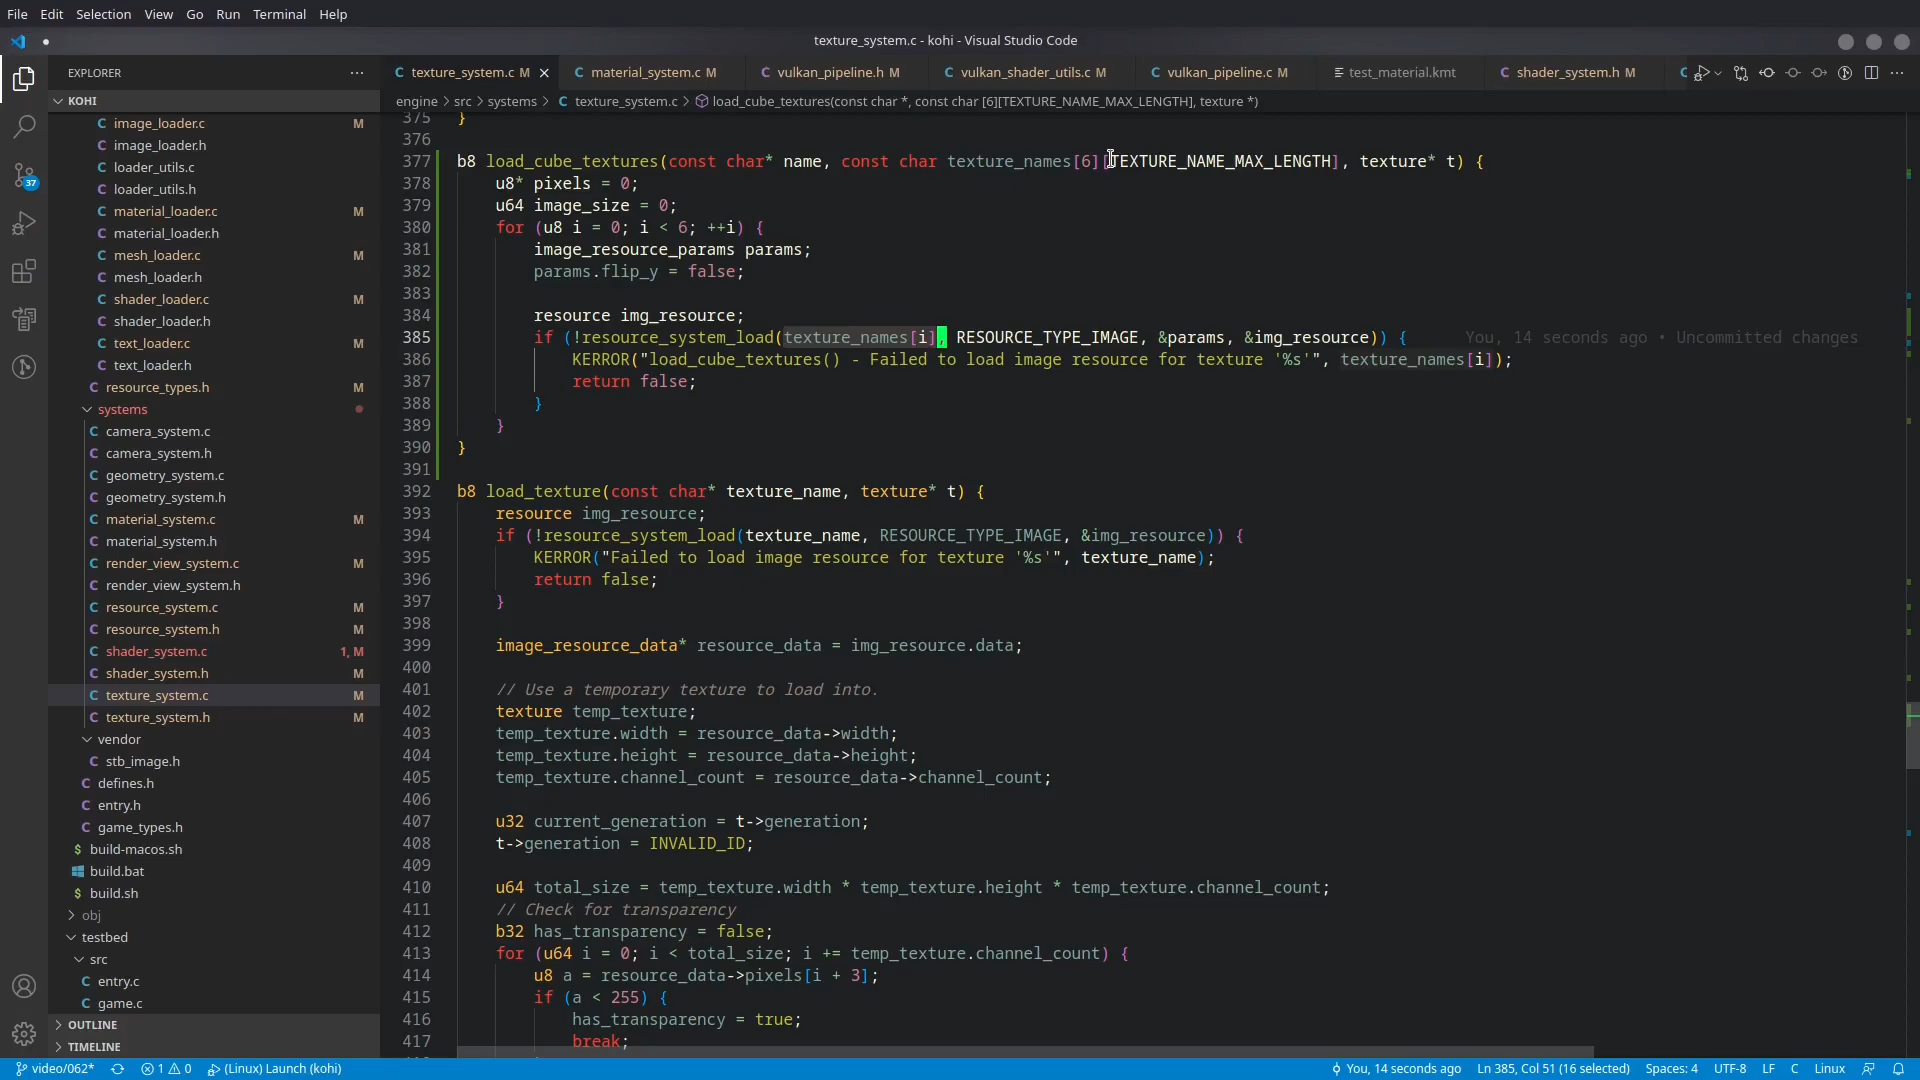 File Edit Selection View Go Run Terminal Help
texture_system.c - kohi - Visual Studio Code
EXPLORER
texture_system.c M
material_system.c M
vulkan_pipeline.h M
vulkan_shader_utils.c M
vulkan_pipeline.c M
test_material.kmt
shader_system.h M
KOHI
engine > src > systems > C texture_system.c > load_cube_textures(const char *, const char [6][TEXTURE_NAME_MAX_LENGTH], texture *)
C image_loader.c M
C image_loader.h
C loader_utils.c
C loader_utils.h
C material_loader.c M
C material_loader.h
C mesh_loader.c M
C mesh_loader.h
C shader_loader.c M
C shader_loader.h
C text_loader.c M
C text_loader.h
C resource_types.h M
systems
C camera_system.c
C camera_system.h
C geometry_system.c
C geometry_system.h
C material_system.c M
C material_system.h
C render_view_system.c M
C render_view_system.h
C resource_system.c M
C resource_system.h M
C shader_system.c 1, M
C shader_system.h M
C texture_system.c M
C texture_system.h M
vendor
C stb_image.h
C defines.h
C entry.h
C game_types.h
$ build-macos.sh
build.bat
$ build.sh
obj
testbed
src
C entry.c
C game.c
OUTLINE
TIMELINE
37
375 }
376
377 b8 load_cube_textures(const char* name, const char texture_names[6][TEXTURE_NAME_MAX_LENGTH], texture* t) {
378 u8* pixels = 0;
379 u64 image_size = 0;
380 for (u8 i = 0; i < 6; ++i) {
381 image_resource_params params;
382 params.flip_y = false;
383
384 resource img_resource;
385 if (!resource_system_load(texture_names[i], RESOURCE_TYPE_IMAGE, &params, &img_resource)) { You, 14 seconds ago • Uncommitted changes
386 KERROR("load_cube_textures() - Failed to load image resource for texture '%s'", texture_names[i]);
387 return false;
388 }
389 }
390 }
391
392 b8 load_texture(const char* texture_name, texture* t) {
393 resource img_resource;
394 if (!resource_system_load(texture_name, RESOURCE_TYPE_IMAGE, &img_resource)) {
395 KERROR("Failed to load image resource for texture '%s'", texture_name);
396 return false;
397 }
398
399 image_resource_data* resource_data = img_resource.data;
400
401 // Use a temporary texture to load into.
402 texture temp_texture;
403 temp_texture.width = resource_data->width;
404 temp_texture.height = resource_data->height;
405 temp_texture.channel_count = resource_data->channel_count;
406
407 u32 current_generation = t->generation;
408 t->generation = INVALID_ID;
409
410 u64 total_size = temp_texture.width * temp_texture.height * temp_texture.channel_count;
411 // Check for transparency
412 b32 has_transparency = false;
413 for (u64 i = 0; i < total_size; i += temp_texture.channel_count) {
414 u8 a = resource_data->pixels[i + 3];
415 if (a < 255) {
416 has_transparency = true;
417 break;
video/062* 1 0 (Linux) Launch (kohi) You, 14 seconds ago Ln 385, Col 51 (16 selected) Spaces: 4 UTF-8 LF C Linux